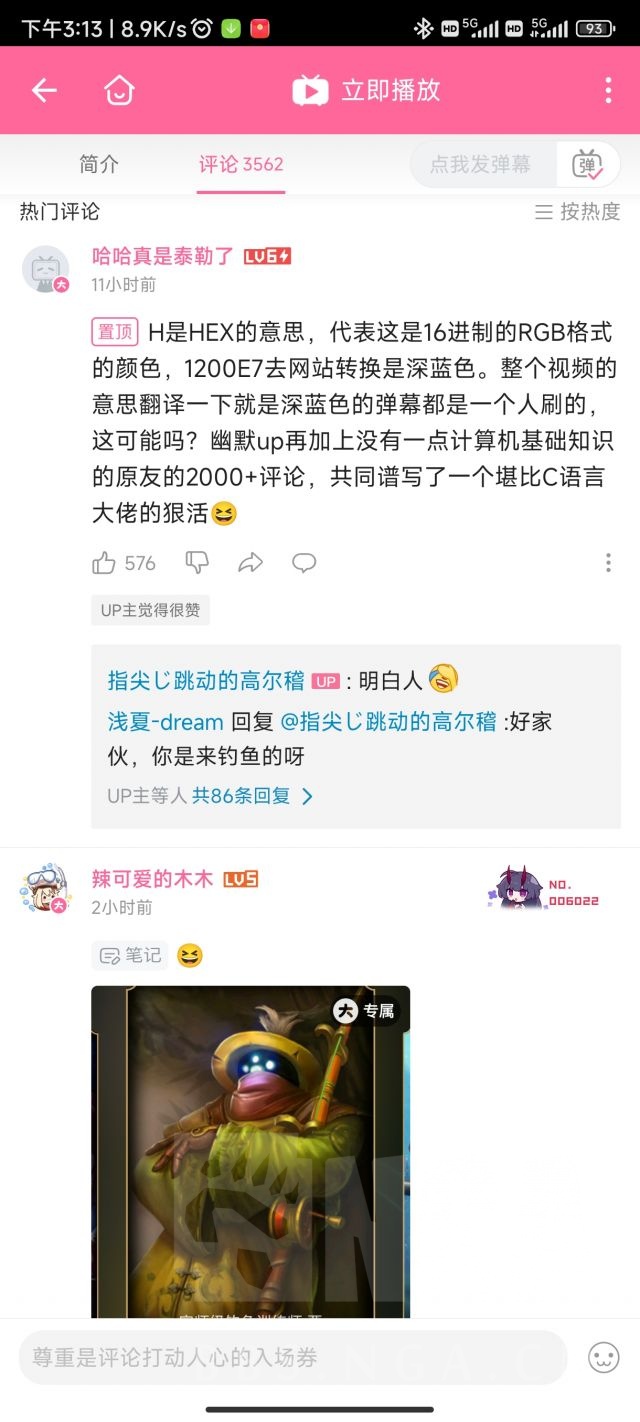 下午3:13 | 8.9K/s
HD 5G HD 5G 93
立即播放
简介
评论 3562
点我发弹幕
弹
热门评论
按热度
哈哈真是泰勒了 LV6
大
11小时前
置顶 H是HEX的意思，代表这是16进制的RGB格式
的颜色，1200E7去网站转换是深蓝色。整个视频的
意思翻译一下就是深蓝色的弹幕都是一个人刷的，
这可能吗？幽默up再加上没有一点计算机基础知识
的原友的2000+评论，共同谱写了一个堪比C语言
大佬的狠活😆
576
UP主觉得很赞
指尖じ跳动的高尔稽 UP : 明白人
浅夏-dream 回复 @指尖じ跳动的高尔稽 :好家
伙，你是来钓鱼的呀
UP主等人 共86条回复
辣可爱的木木 LV5
大
2小时前
NO.
006022
笔记 😆
大 专属
尊重是评论打动人心的入场券
NGA.C